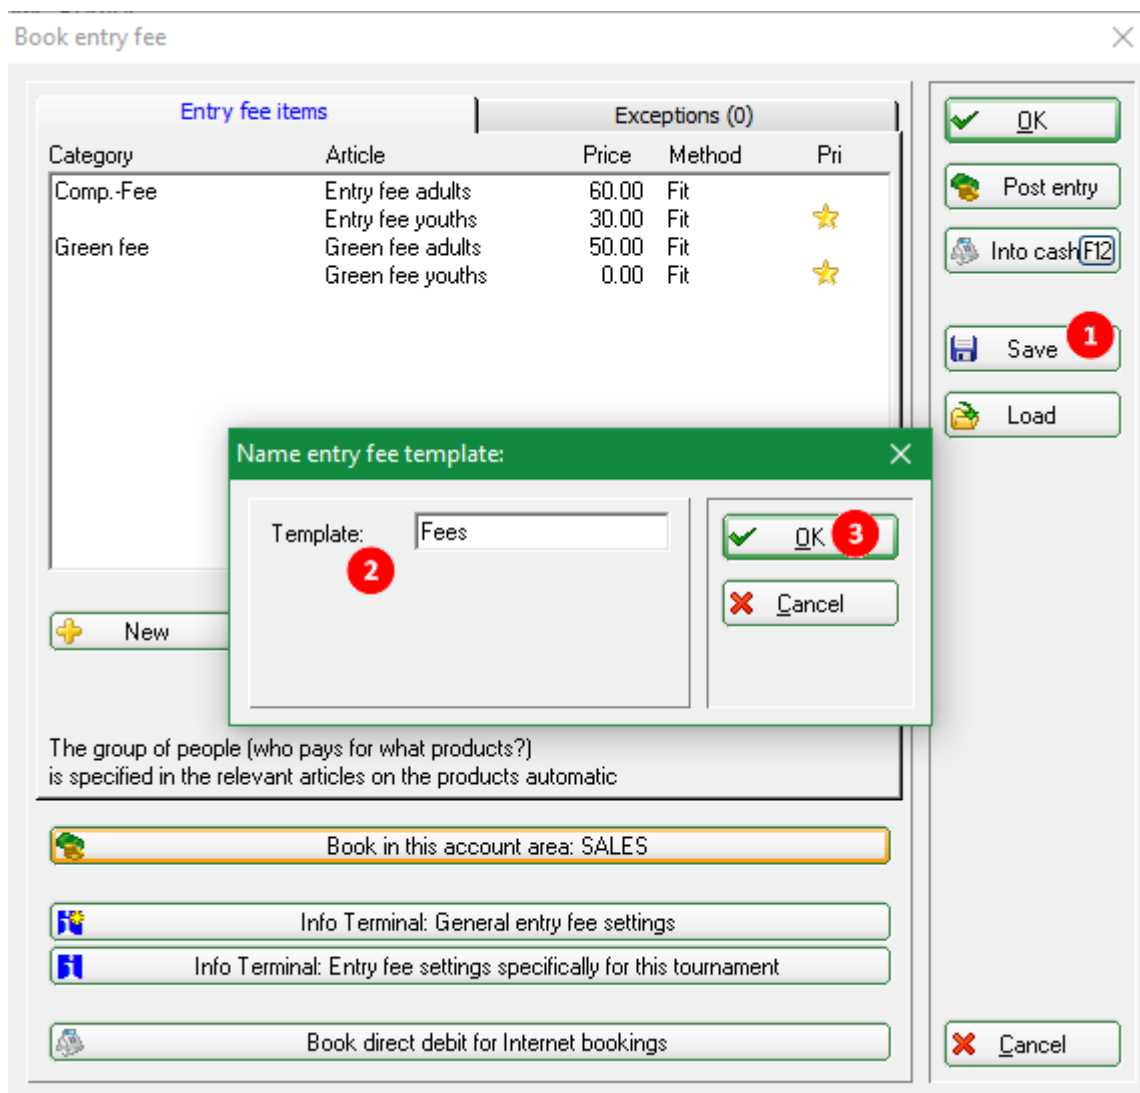 Book entry fee
Entry fee items Exceptions (0)
Category Article Price Method Pri
Comp.-Fee Entry fee adults 60.00 Fit
Entry fee youths 30.00 Fit
Green fee Green fee adults 50.00 Fit
Green fee youths 0.00 Fit
OK
Post entry
Into cash F12
Save 1
Load
Name entry fee template:
Template: Fees
2
OK 3
Cancel
New
The group of people (who pays for what products?)
is specified in the relevant articles on the products automatic
Book in this account area: SALES
Info Terminal: General entry fee settings
Info Terminal: Entry fee settings specifically for this tournament
Book direct debit for Internet bookings
Cancel